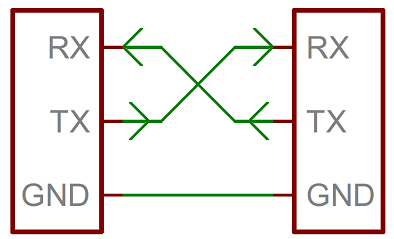 RX RX
TX TX
GND GND